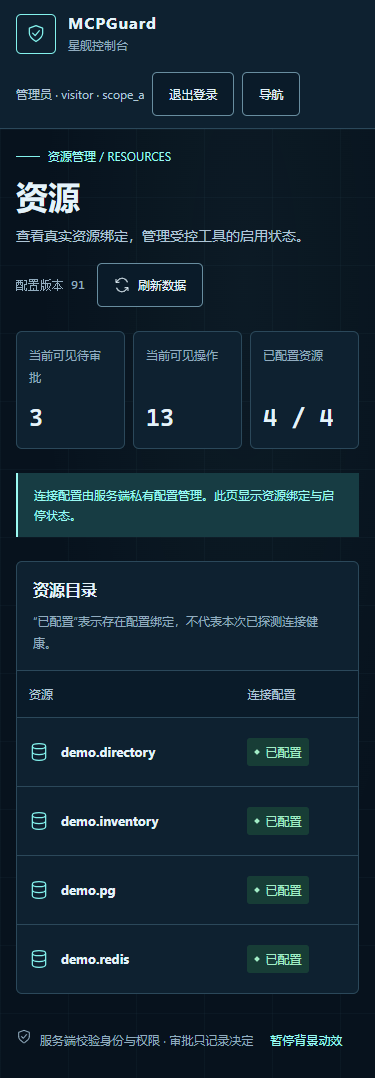 MCPGuard
星舰控制台
管理员 · visitor · scope_a
退出登录
导航
资源管理 / RESOURCES
资源
查看真实资源绑定，管理受控工具的启用状态。
配置版本 91
刷新数据
当前可见待审
批
3
当前可见操作
13
已配置资源
4 / 4
连接配置由服务端私有配置管理。此页显示资源绑定与启
停状态。
资源目录
“已配置”表示存在配置绑定，不代表本次已探测连接健
康。
资源 连接配置
demo.directory 已配置
demo.inventory 已配置
demo.pg 已配置
demo.redis 已配置
服务端校验身份与权限 · 审批只记录决定 暂停背景动效